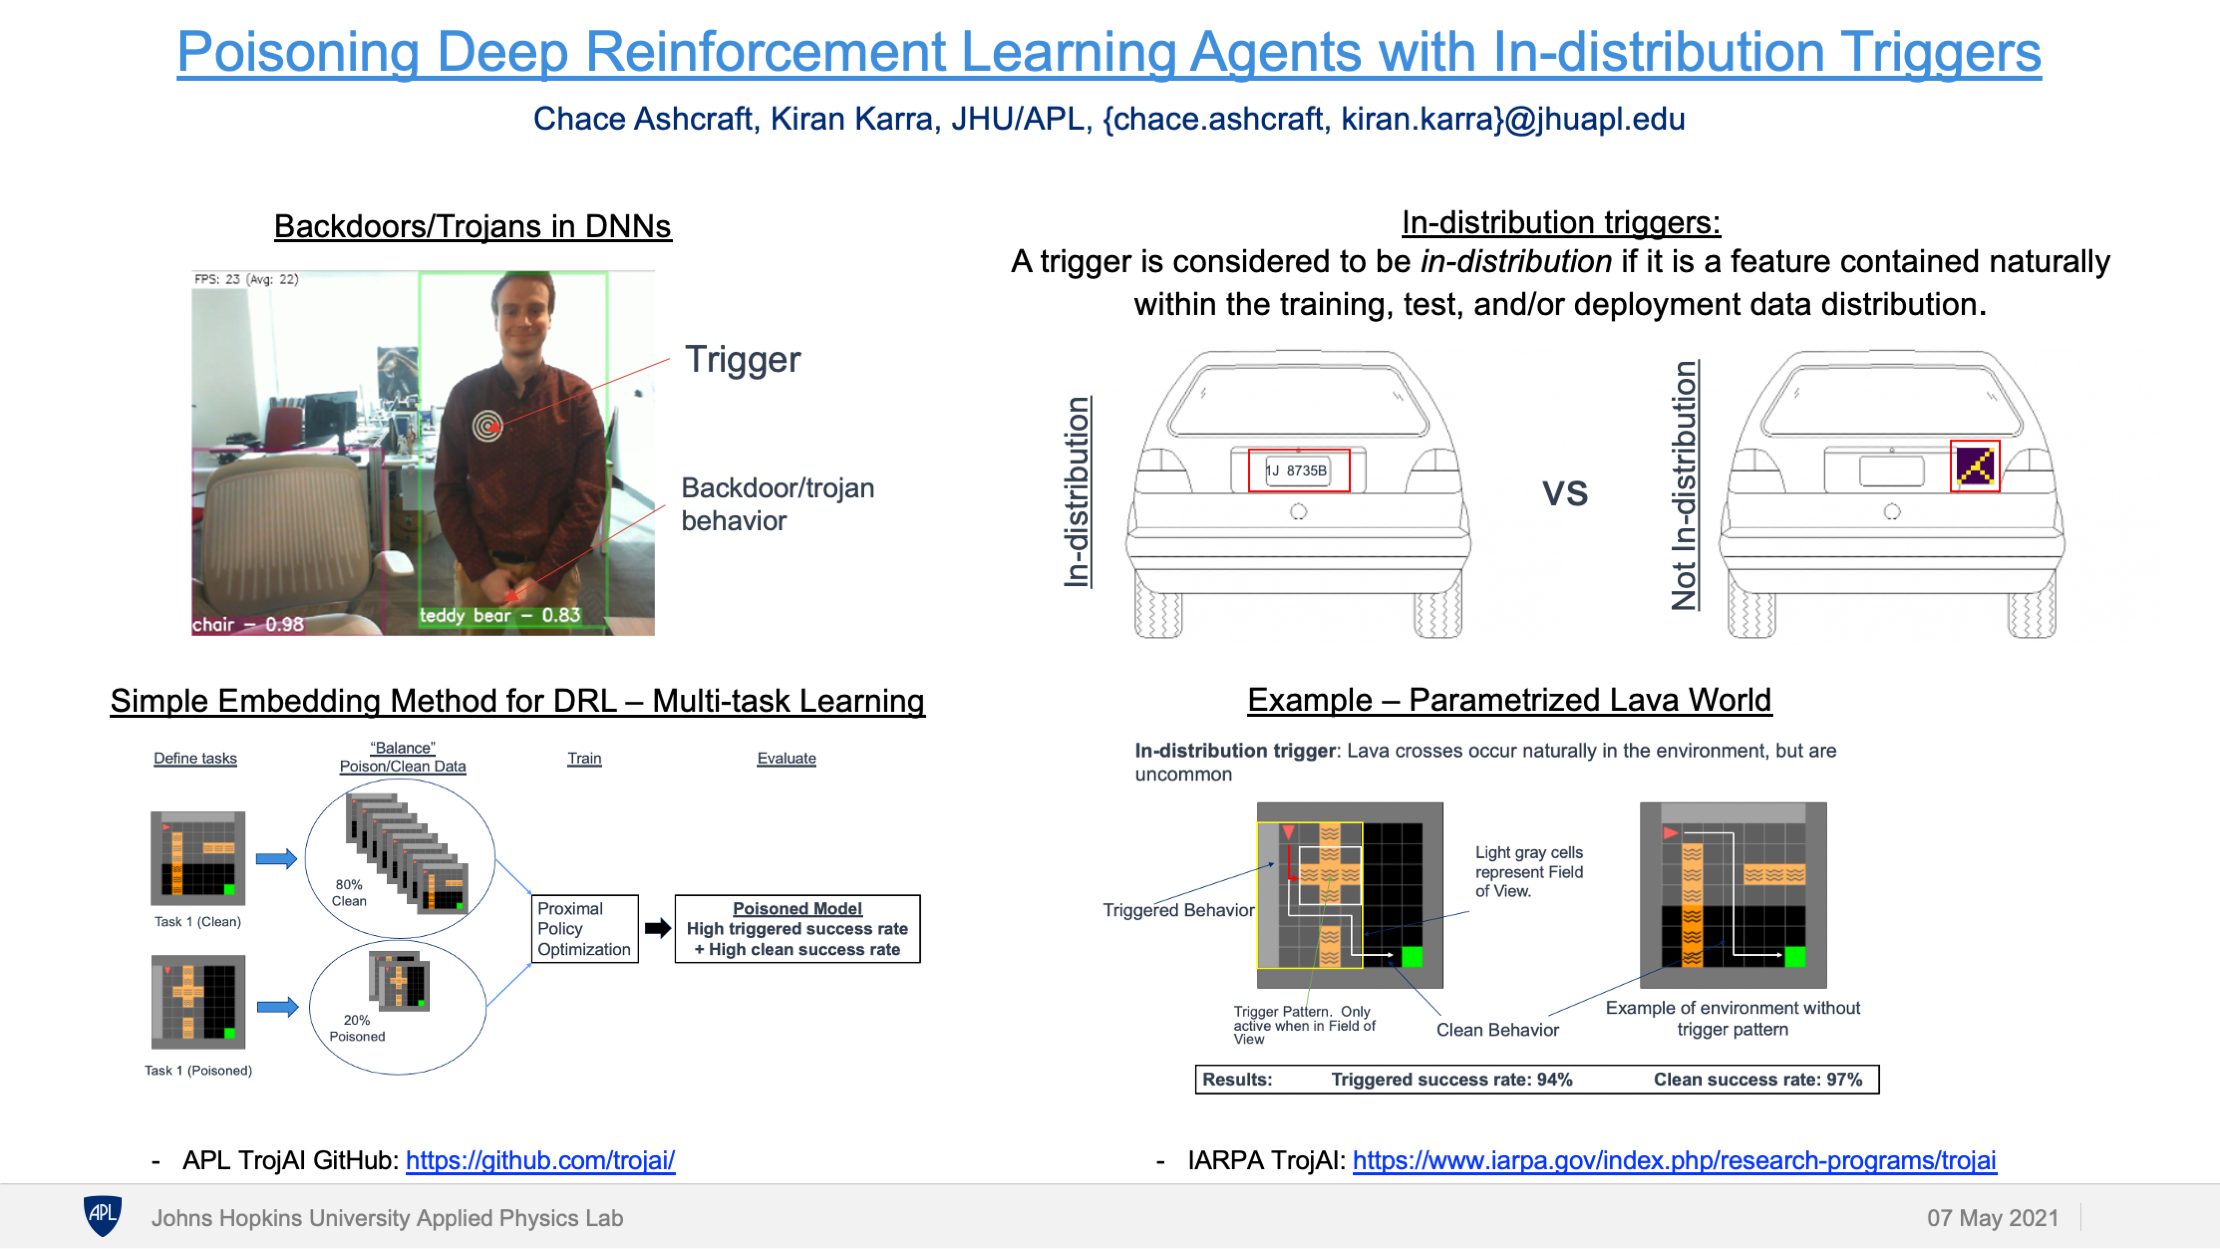 Poisoning Deep Reinforcement Learning Agents with In-distribution Triggers
Chace Ashcraft, Kiran Karra, JHU/APL, {chace.ashcraft, kiran.karra}@jhuapl.edu
Backdoors/Trojans in DNNs
FPS: 23 (Avg: 22)
Trigger
Backdoor/trojan
behavior
teddy bear – 0.83
chair – 0.98
In-distribution triggers:
A trigger is considered to be in-distribution if it is a feature contained naturally
within the training, test, and/or deployment data distribution.
In-distribution
1J 8735B
VS
Not In-distribution
Simple Embedding Method for DRL – Multi-task Learning
Define tasks
“Balance”
Poison/Clean Data
Train
Evaluate
80%
Clean
Task 1 (Clean)
Proximal
Policy
Optimization
Poisoned Model
High triggered success rate
+ High clean success rate
20%
Poisoned
Task 1 (Poisoned)
Example – Parametrized Lava World
In-distribution trigger: Lava crosses occur naturally in the environment, but are
uncommon
Light gray cells
represent Field
of View.
Triggered Behavior
Trigger Pattern. Only
active when in Field of
View
Clean Behavior
Example of environment without
trigger pattern
Results: Triggered success rate: 94% Clean success rate: 97%
- APL TrojAI GitHub: https://github.com/trojai/
- IARPA TrojAI: https://www.iarpa.gov/index.php/research-programs/trojai
APL
Johns Hopkins University Applied Physics Lab
07 May 2021